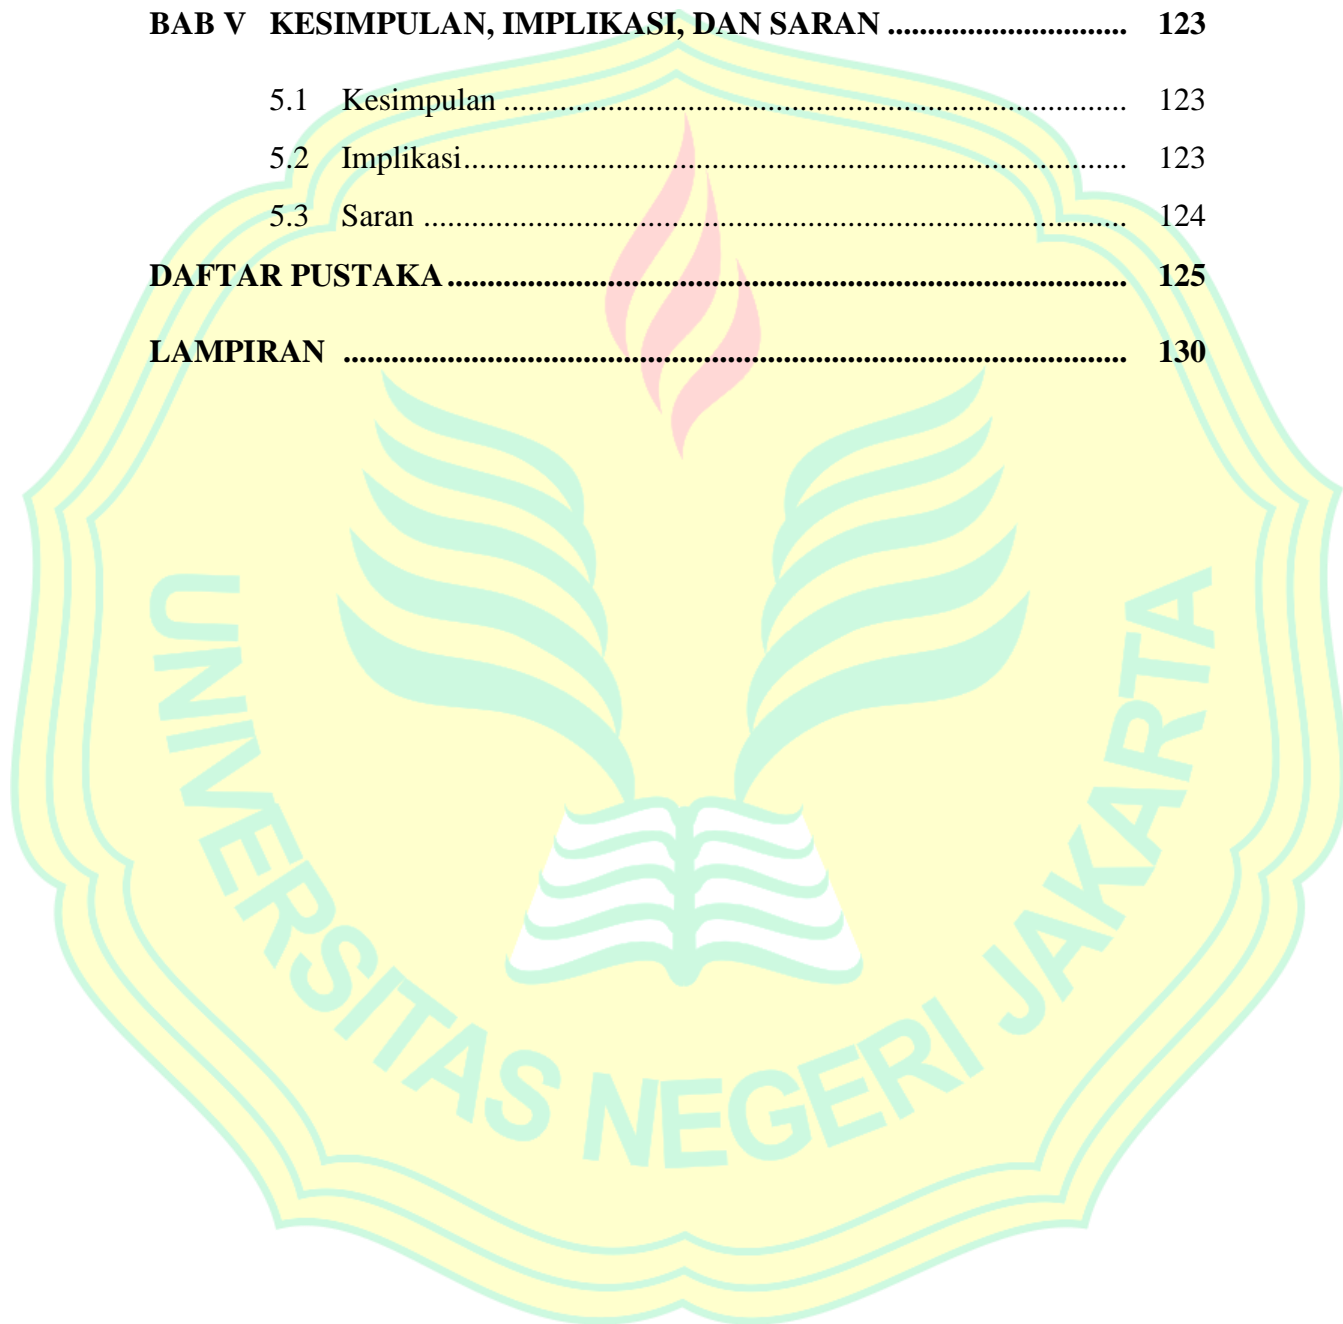 BAB V KESIMPULAN, IMPLIKASI, DAN SARAN .............................. 123
5.1 Kesimpulan .............................................................................. 123
5.2 Implikasi................................................................................... 123
5.3 Saran ........................................................................................ 124
DAFTAR PUSTAKA ..................................................................................... 125
LAMPIRAN .................................................................................................. 130
UNIVERSITAS NEGERI JAKARTA